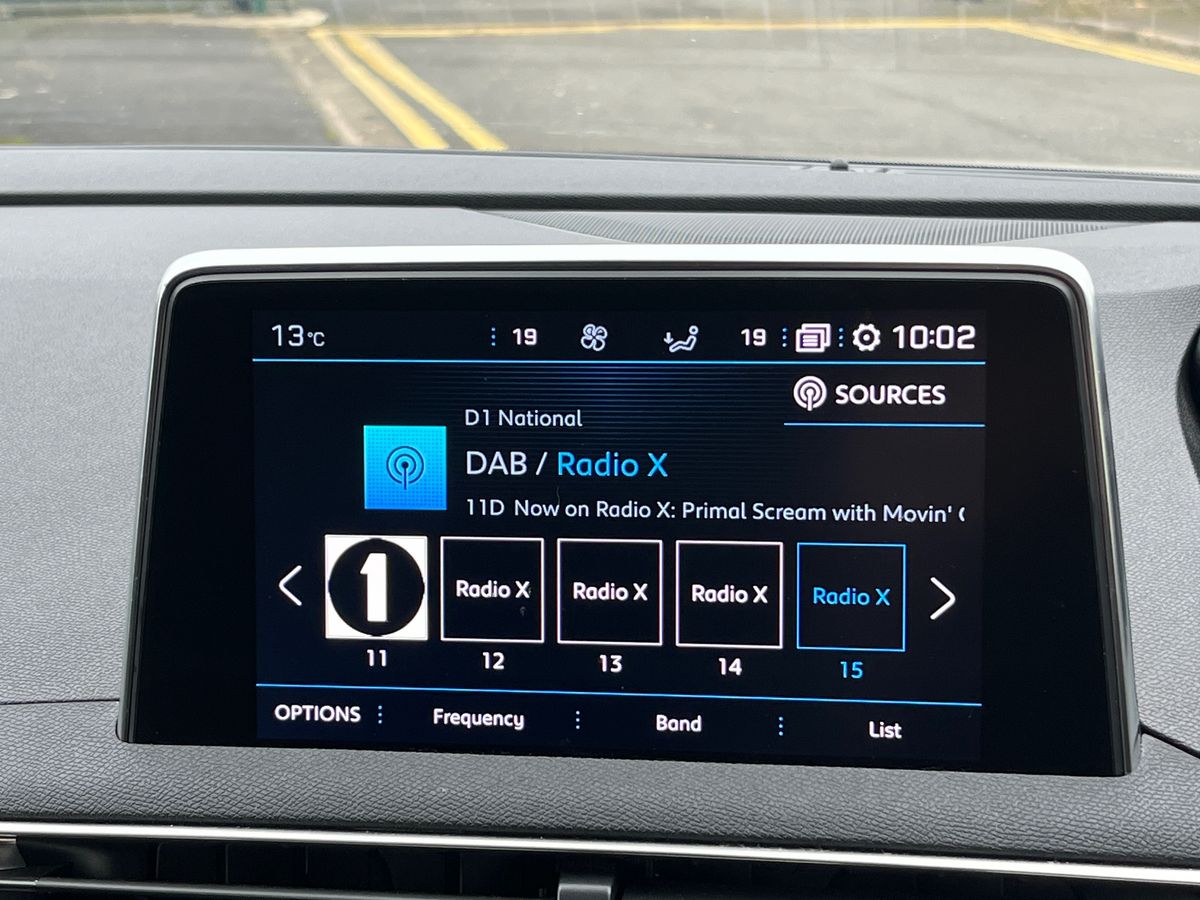 13°C 19 19 10:02
SOURCES
D1 National
DAB / Radio X
11D Now on Radio X: Primal Scream with Movin'
1 Radio X Radio X Radio X Radio X
11 12 13 14 15
OPTIONS Frequency Band List